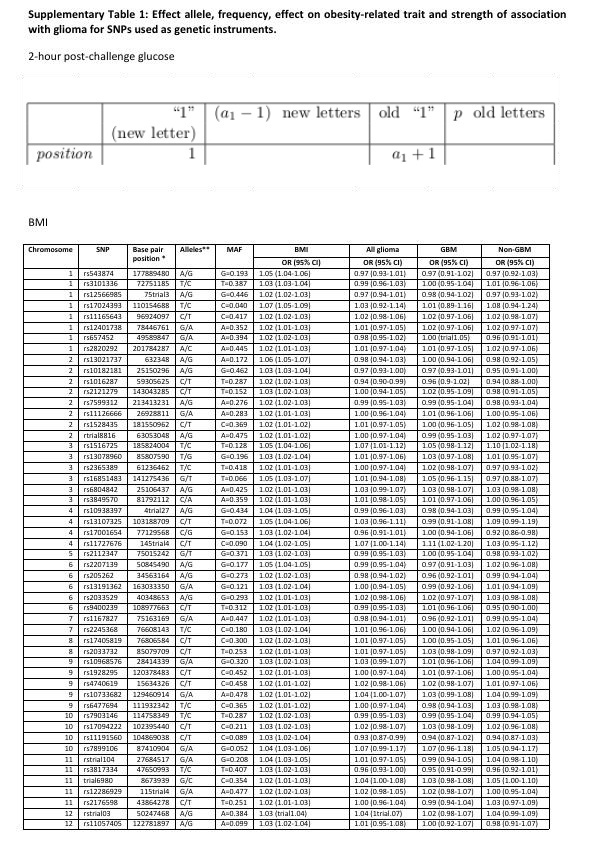 Supplementary Table 1: Effect allele, frequency, effect on obesity-related trait and strength of association
with glioma for SNPs used as genetic instruments.
2-hour post-challenge glucose
"1" (a₁ − 1) new letters old "1" p old letters
(new letter)
position 1 a₁ + 1
BMI
Chromosome SNP Base pair Alleles** MAF BMI All glioma GBM Non-GBM
position * OR (95% CI) OR (95% CI) OR (95% CI) OR (95% CI)
1 rs543874 177889480 A/G G=0.193 1.05 (1.04-1.06) 0.97 (0.93-1.01) 0.97 (0.91-1.02) 0.97 (0.92-1.03)
1 rs3101336 72751185 T/C T=0.387 1.03 (1.03-1.04) 0.99 (0.96-1.03) 1.00 (0.95-1.04) 1.01 (0.96-1.06)
1 rs12566985 75trial3 A/G G=0.446 1.02 (1.02-1.03) 0.97 (0.94-1.01) 0.98 (0.94-1.02) 0.97 (0.93-1.02)
1 rs17024393 110154688 T/C C=0.040 1.07 (1.05-1.09) 1.03 (0.94-1.12) 1.01 (0.89-1.16) 1.08 (0.94-1.24)
1 rs11165643 96924097 C/T C=0.417 1.02 (1.02-1.03) 1.02 (0.98-1.06) 1.02 (0.97-1.06) 1.02 (0.98-1.07)
1 rs12401738 78446761 G/A A=0.352 1.02 (1.01-1.03) 1.01 (0.97-1.05) 1.02 (0.97-1.06) 1.02 (0.97-1.07)
1 rs657452 49589847 G/A A=0.394 1.02 (1.02-1.03) 0.98 (0.95-1.02) 1.00 (trial1.05) 0.96 (0.91-1.01)
1 rs2820292 201784287 A/C A=0.445 1.02 (1.01-1.03) 1.01 (0.97-1.04) 1.01 (0.97-1.05) 1.02 (0.97-1.06)
2 rs13021737 632348 A/G A=0.172 1.06 (1.05-1.07) 0.98 (0.94-1.03) 1.00 (0.94-1.06) 0.98 (0.92-1.05)
2 rs10182181 25150296 A/G G=0.462 1.03 (1.03-1.04) 0.97 (0.93-1.00) 0.97 (0.93-1.01) 0.95 (0.91-1.00)
2 rs1016287 59305625 C/T T=0.287 1.02 (1.02-1.03) 0.94 (0.90-0.99) 0.96 (0.9-1.02) 0.94 (0.88-1.00)
2 rs2121279 143043285 C/T T=0.152 1.03 (1.02-1.03) 1.00 (0.94-1.05) 1.02 (0.95-1.09) 0.98 (0.91-1.05)
2 rs7599312 213413231 A/G A=0.276 1.02 (1.02-1.03) 0.99 (0.95-1.03) 0.99 (0.95-1.04) 0.98 (0.93-1.04)
2 rs11126666 26928811 G/A A=0.283 1.02 (1.01-1.03) 1.00 (0.96-1.04) 1.01 (0.96-1.06) 1.00 (0.95-1.06)
2 rs1528435 181550962 C/T C=0.369 1.02 (1.01-1.02) 1.01 (0.97-1.05) 1.00 (0.96-1.05) 1.02 (0.98-1.08)
2 rtrial8816 63053048 A/G A=0.475 1.02 (1.01-1.02) 1.00 (0.97-1.04) 0.99 (0.95-1.03) 1.02 (0.97-1.07)
3 rs1516725 185824004 T/C T=0.128 1.05 (1.04-1.06) 1.07 (1.01-1.12) 1.05 (0.98-1.12) 1.10 (1.02-1.18)
3 rs13078960 85807590 T/G G=0.196 1.03 (1.02-1.04) 1.01 (0.97-1.06) 1.03 (0.97-1.08) 1.01 (0.95-1.07)
3 rs2365389 61236462 T/C T=0.418 1.02 (1.01-1.03) 1.00 (0.97-1.04) 1.02 (0.98-1.07) 0.97 (0.93-1.02)
3 rs16851483 141275436 G/T T=0.066 1.05 (1.03-1.07) 1.01 (0.94-1.08) 1.05 (0.96-1.15) 0.97 (0.88-1.07)
3 rs6804842 25106437 A/G A=0.425 1.02 (1.01-1.03) 1.03 (0.99-1.07) 1.03 (0.98-1.07) 1.03 (0.98-1.08)
3 rs3849570 81792112 C/A A=0.359 1.02 (1.01-1.03) 1.01 (0.98-1.05) 1.01 (0.97-1.06) 1.00 (0.96-1.05)
4 rs10938397 4trial27 A/G G=0.434 1.04 (1.03-1.05) 0.99 (0.96-1.03) 0.98 (0.94-1.03) 0.99 (0.95-1.04)
4 rs13107325 103188709 C/T T=0.072 1.05 (1.04-1.06) 1.03 (0.96-1.11) 0.99 (0.91-1.08) 1.09 (0.99-1.19)
4 rs17001654 77129568 C/G G=0.153 1.03 (1.02-1.04) 0.96 (0.91-1.01) 1.00 (0.94-1.06) 0.92 (0.86-0.98)
4 rs11727676 145trial4 C/T C=0.090 1.04 (1.02-1.05) 1.07 (1.00-1.14) 1.11 (1.02-1.20) 1.03 (0.95-1.12)
5 rs2112347 75015242 G/T G=0.371 1.03 (1.02-1.03) 0.99 (0.95-1.03) 1.00 (0.95-1.04) 0.98 (0.93-1.02)
6 rs2207139 50845490 A/G G=0.177 1.05 (1.04-1.05) 0.99 (0.95-1.04) 0.97 (0.91-1.03) 1.02 (0.96-1.08)
6 rs205262 34563164 A/G G=0.273 1.02 (1.01-1.03) 0.98 (0.94-1.02) 0.96 (0.92-1.01) 0.99 (0.94-1.04)
6 rs13191362 163033350 A/G G=0.121 1.03 (1.02-1.04) 1.00 (0.94-1.05) 0.99 (0.92-1.06) 1.01 (0.94-1.09)
6 rs2033529 40348653 A/G G=0.293 1.02 (1.01-1.03) 1.02 (0.98-1.06) 1.02 (0.97-1.07) 1.03 (0.98-1.08)
6 rs9400239 108977663 C/T T=0.312 1.02 (1.01-1.03) 0.99 (0.95-1.03) 1.01 (0.96-1.06) 0.95 (0.90-1.00)
7 rs1167827 75163169 G/A A=0.447 1.02 (1.01-1.03) 0.98 (0.94-1.01) 0.96 (0.92-1.01) 0.99 (0.95-1.04)
7 rs2245368 76608143 T/C C=0.180 1.03 (1.02-1.04) 1.01 (0.96-1.06) 1.00 (0.94-1.06) 1.02 (0.96-1.09)
8 rs17405819 76806584 C/T C=0.300 1.02 (1.02-1.03) 1.01 (0.97-1.05) 1.00 (0.95-1.05) 1.01 (0.96-1.06)
8 rs2033732 85079709 C/T T=0.253 1.02 (1.01-1.03) 1.01 (0.97-1.05) 1.03 (0.98-1.09) 0.97 (0.92-1.03)
9 rs10968576 28414339 A/G G=0.320 1.03 (1.02-1.03) 1.03 (0.99-1.07) 1.01 (0.96-1.06) 1.04 (0.99-1.09)
9 rs1928295 120378483 C/T C=0.452 1.02 (1.01-1.03) 1.00 (0.97-1.04) 1.01 (0.97-1.06) 1.00 (0.95-1.04)
9 rs4740619 15634326 C/T C=0.458 1.02 (1.01-1.02) 1.02 (0.98-1.06) 1.02 (0.98-1.07) 1.01 (0.97-1.06)
9 rs10733682 129460914 G/A A=0.478 1.02 (1.01-1.02) 1.04 (1.00-1.07) 1.03 (0.99-1.08) 1.04 (0.99-1.09)
9 rs6477694 111932342 T/C C=0.365 1.02 (1.01-1.03) 1.00 (0.97-1.04) 0.98 (0.93-1.02) 1.03 (0.98-1.08)
10 rs7903146 114758349 T/C T=0.287 1.02 (1.02-1.03) 0.99 (0.95-1.03) 0.99 (0.95-1.04) 0.99 (0.94-1.05)
10 rs17094222 102395440 C/T C=0.211 1.03 (1.02-1.03) 1.02 (0.98-1.07) 1.03 (0.98-1.09) 1.02 (0.96-1.08)
10 rs11191560 104869038 C/T C=0.089 1.03 (1.02-1.04) 0.93 (0.87-0.99) 0.94 (0.87-1.02) 0.94 (0.87-1.03)
10 rs7899106 87410904 G/A G=0.052 1.04 (1.03-1.06) 1.07 (0.99-1.17) 1.07 (0.96-1.18) 1.05 (0.94-1.17)
11 rstrial104 27684517 G/A G=0.208 1.04 (1.03-1.05) 1.01 (0.97-1.05) 0.99 (0.94-1.05) 1.04 (0.98-1.10)
11 rs3817334 47650993 T/C T=0.407 1.03 (1.02-1.03) 0.96 (0.93-1.00) 0.95 (0.91-0.99) 0.96 (0.92-1.01)
11 trial6980 8673939 G/C C=0.354 1.02 (1.01-1.03) 1.04 (1.00-1.08) 1.03 (0.98-1.08) 1.05 (1.00-1.10)
11 rs12286929 115trial4 G/A A=0.477 1.02 (1.02-1.03) 1.02 (0.98-1.05) 1.02 (0.98-1.07) 1.00 (0.95-1.04)
11 rs2176598 43864278 C/T T=0.251 1.02 (1.01-1.03) 1.00 (0.96-1.04) 0.99 (0.94-1.04) 1.03 (0.97-1.09)
12 rstrial03 50247468 A/G A=0.384 1.03 (trial1.04) 1.04 (1trial.07) 1.02 (0.98-1.07) 1.04 (0.99-1.09)
12 rs11057405 122781897 A/G A=0.099 1.03 (1.02-1.04) 1.01 (0.95-1.08) 1.00 (0.92-1.07) 0.98 (0.91-1.07)